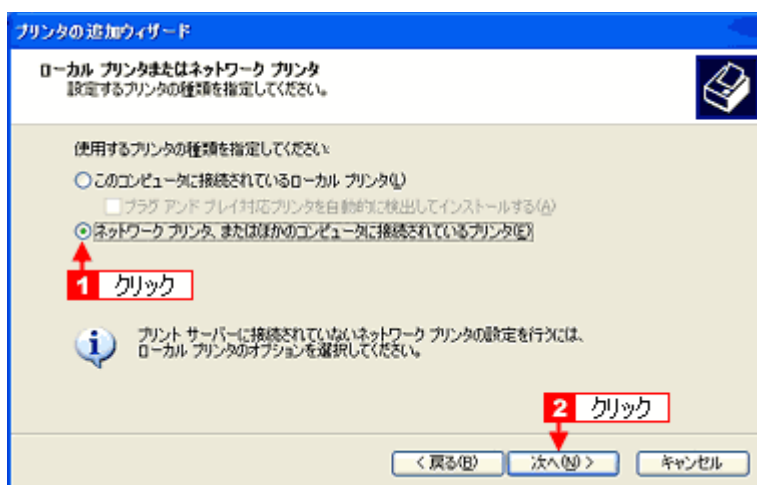 プリンタの追加ウィザード
ローカル プリンタまたはネットワーク プリンタ
設定するプリンタの種類を指定してください。
使用するプリンタの種類を指定してください:
このコンピュータに接続されているローカル プリンタ(L)
プラグ アンド プレイ対応プリンタを自動的に検出してインストールする(A)
ネットワーク プリンタ、またはほかのコンピュータに接続されているプリンタ(E)
1 クリック
プリント サーバーに接続されていないネットワーク プリンタの設定を行うには、
ローカル プリンタのオプションを選択してください。
2 クリック
< 戻る(B) 次へ(N) > キャンセル